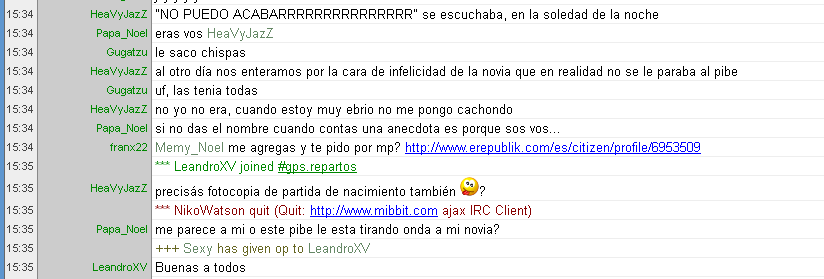 15:34 HeaVyJazZ "NO PUEDO ACABARRRRRRRRRRRRRRR" se escuchaba, en la soledad de la noche
15:34 Papa_Noel eras vos HeaVyJazZ
15:34 Gugatzu le saco chispas
15:34 HeaVyJazZ al otro día nos enteramos por la cara de infelicidad de la novia que en realidad no se le paraba al pibe
15:34 Gugatzu uf, las tenia todas
15:34 HeaVyJazZ no yo no era, cuando estoy muy ebrio no me pongo cachondo
15:34 Papa_Noel si no das el nombre cuando contas una anecdota es porque sos vos...
15:34 franx22 Memy_Noel me agregas y te pido por mp? http://www.erepublik.com/es/citizen/profile/6953509
15:35 *** LeandroXV joined #gps.repartos
15:35 HeaVyJazZ precisás fotocopia de partida de nacimiento también ?
15:35 *** NikoWatson quit (Quit: http://www.mibbit.com ajax IRC Client)
15:35 Papa_Noel me parece a mi o este pibe le esta tirando onda a mi novia?
15:35 +++ Sexy has given op to LeandroXV
15:35 LeandroXV Buenas a todos